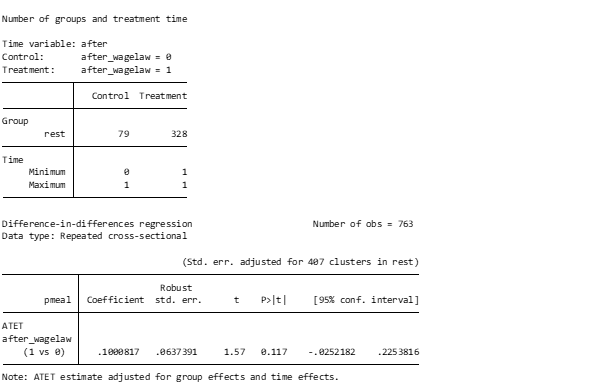 Number of groups and treatment time
Time variable: after
Control: after_wagelaw = 0
Treatment: after_wagelaw = 1
Control Treatment
Group
rest 79 328
Time
Minimum 0 1
Maximum 1 1
Difference-in-differences regression Number of obs = 763
Data type: Repeated cross-sectional
(Std. err. adjusted for 407 clusters in rest)
Robust
pmeal Coefficient std. err. t P>|t| [95% conf. interval]
ATET
after_wagelaw
(1 vs 0) .1000817 .0637391 1.57 0.117 -.0252182 .2253816
Note: ATET estimate adjusted for group effects and time effects.